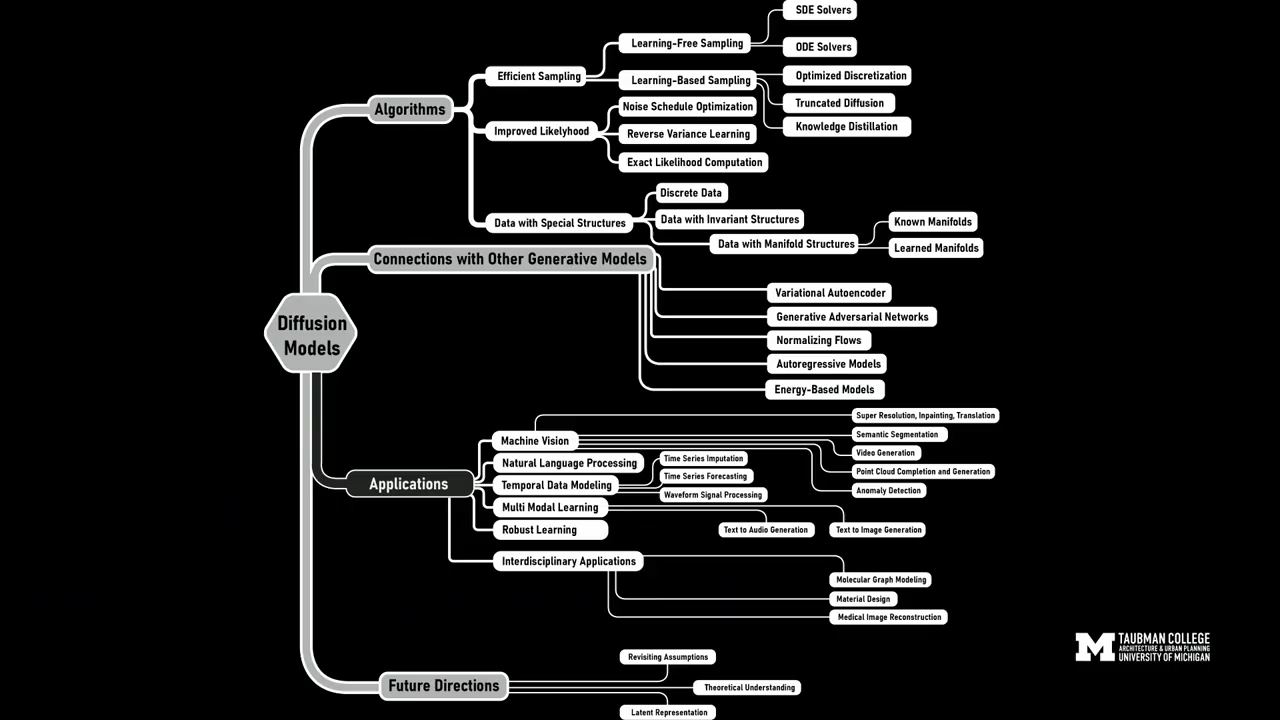 SDE Solvers
Learning-Free Sampling
ODE Solvers
Efficient Sampling
Learning-Based Sampling
Optimized Discretization
Truncated Diffusion
Knowledge Distillation
Algorithms
Improved Likelyhood
Noise Schedule Optimization
Reverse Variance Learning
Exact Likelihood Computation
Data with Special Structures
Discrete Data
Data with Invariant Structures
Data with Manifold Structures
Known Manifolds
Learned Manifolds
Connections with Other Generative Models
Variational Autoencoder
Generative Adversarial Networks
Normalizing Flows
Autoregressive Models
Energy-Based Models
Diffusion
Models
Applications
Machine Vision
Super Resolution, Inpainting, Translation
Semantic Segmentation
Video Generation
Point Cloud Completion and Generation
Anomaly Detection
Natural Language Processing
Temporal Data Modeling
Time Series Imputation
Time Series Forecasting
Waveform Signal Processing
Multi Modal Learning
Text to Audio Generation
Text to Image Generation
Robust Learning
Interdisciplinary Applications
Molecular Graph Modeling
Material Design
Medical Image Reconstruction
Future Directions
Revisiting Assumptions
Theoretical Understanding
Latent Representation
M
TAUBMAN COLLEGE
ARCHITECTURE & URBAN PLANNING
UNIVERSITY OF MICHIGAN